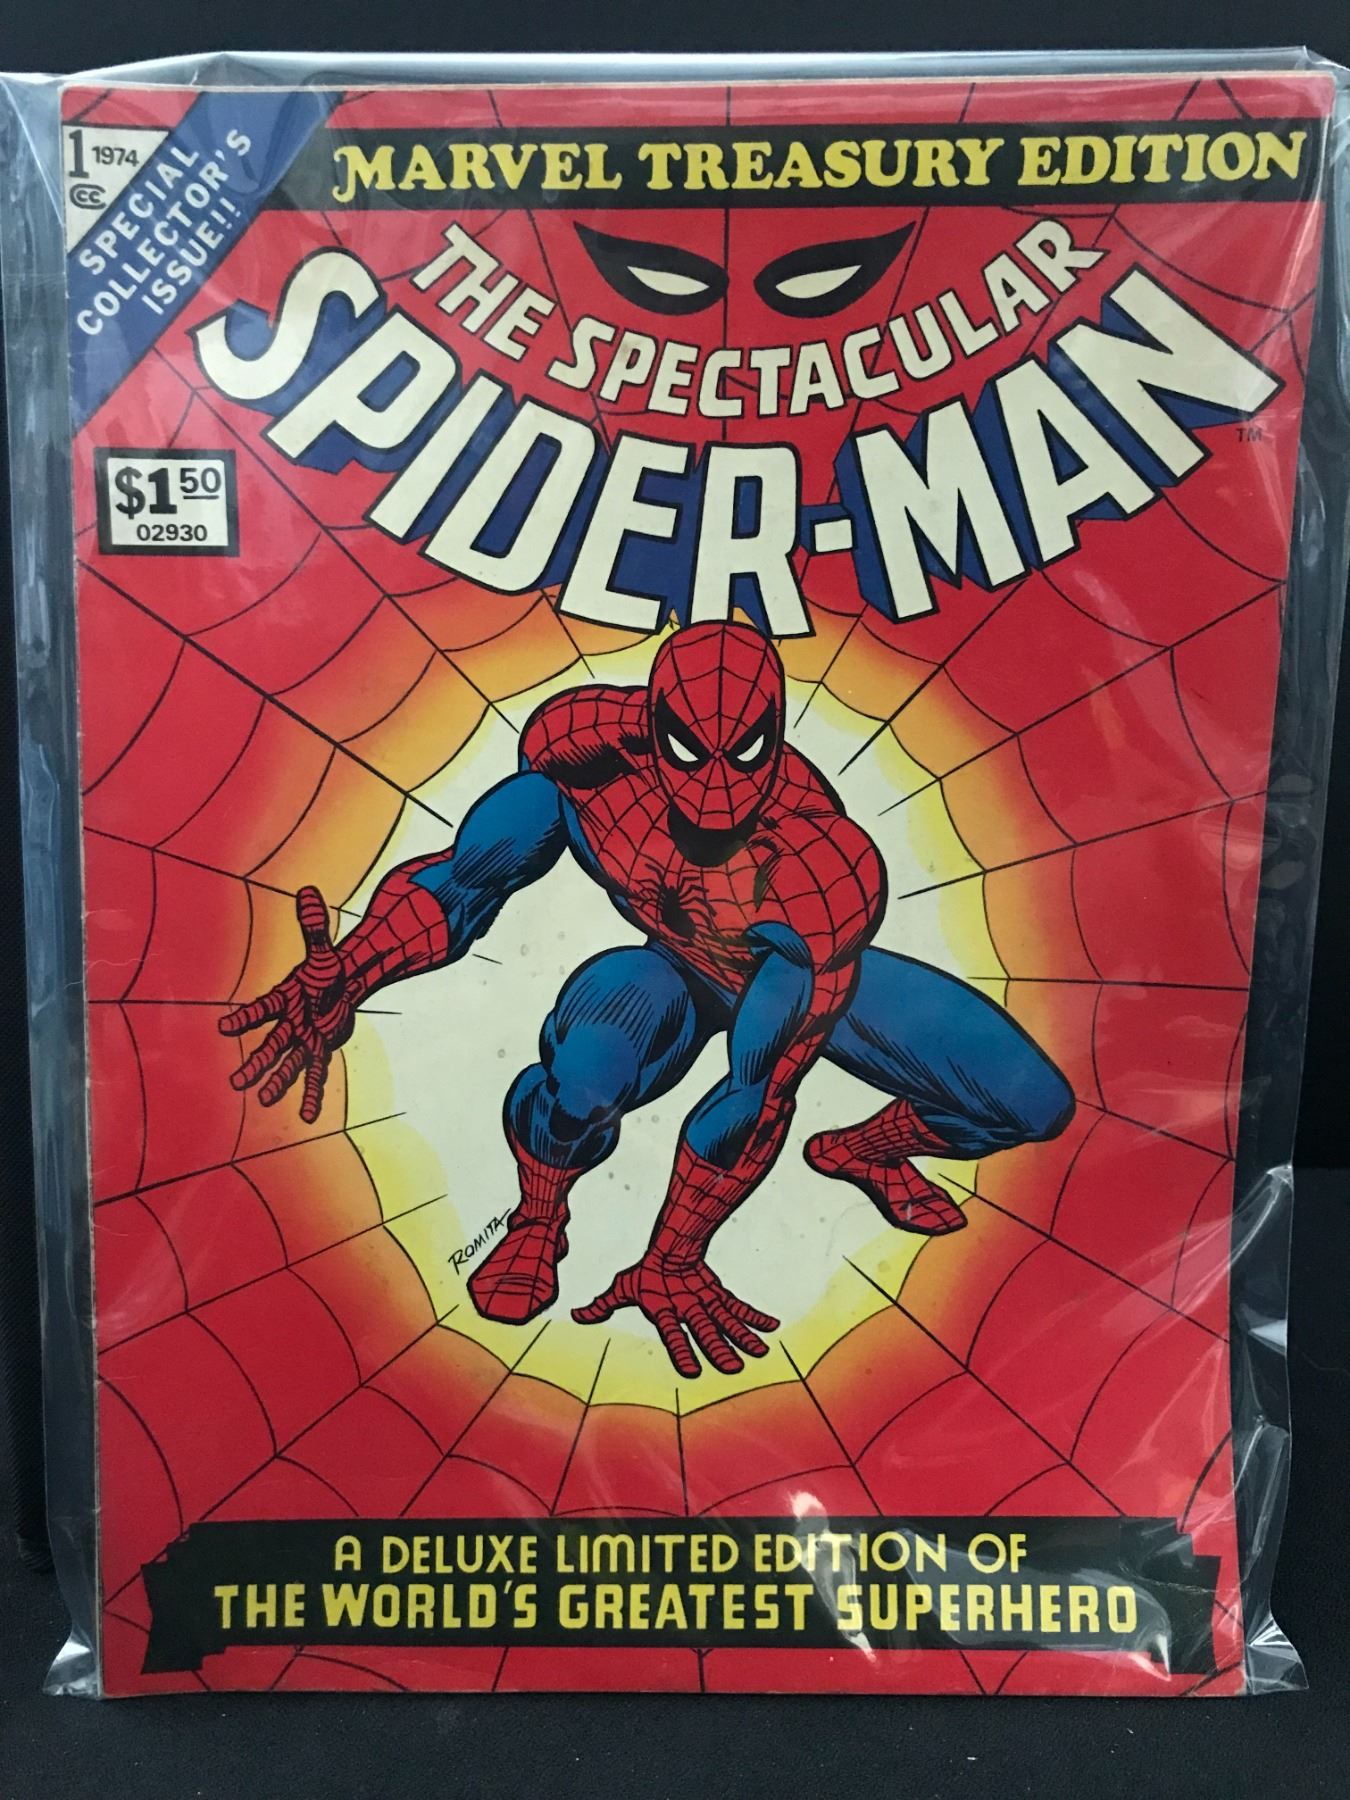 1 1974
CC
SPECIAL
COLLECTOR'S
ISSUE!!
MARVEL TREASURY EDITION
THE SPECTACULAR
SPIDER-MAN
TM
$1 50
02930
ROMITA
A DELUXE LIMITED EDITION OF
THE WORLD'S GREATEST SUPERHERO